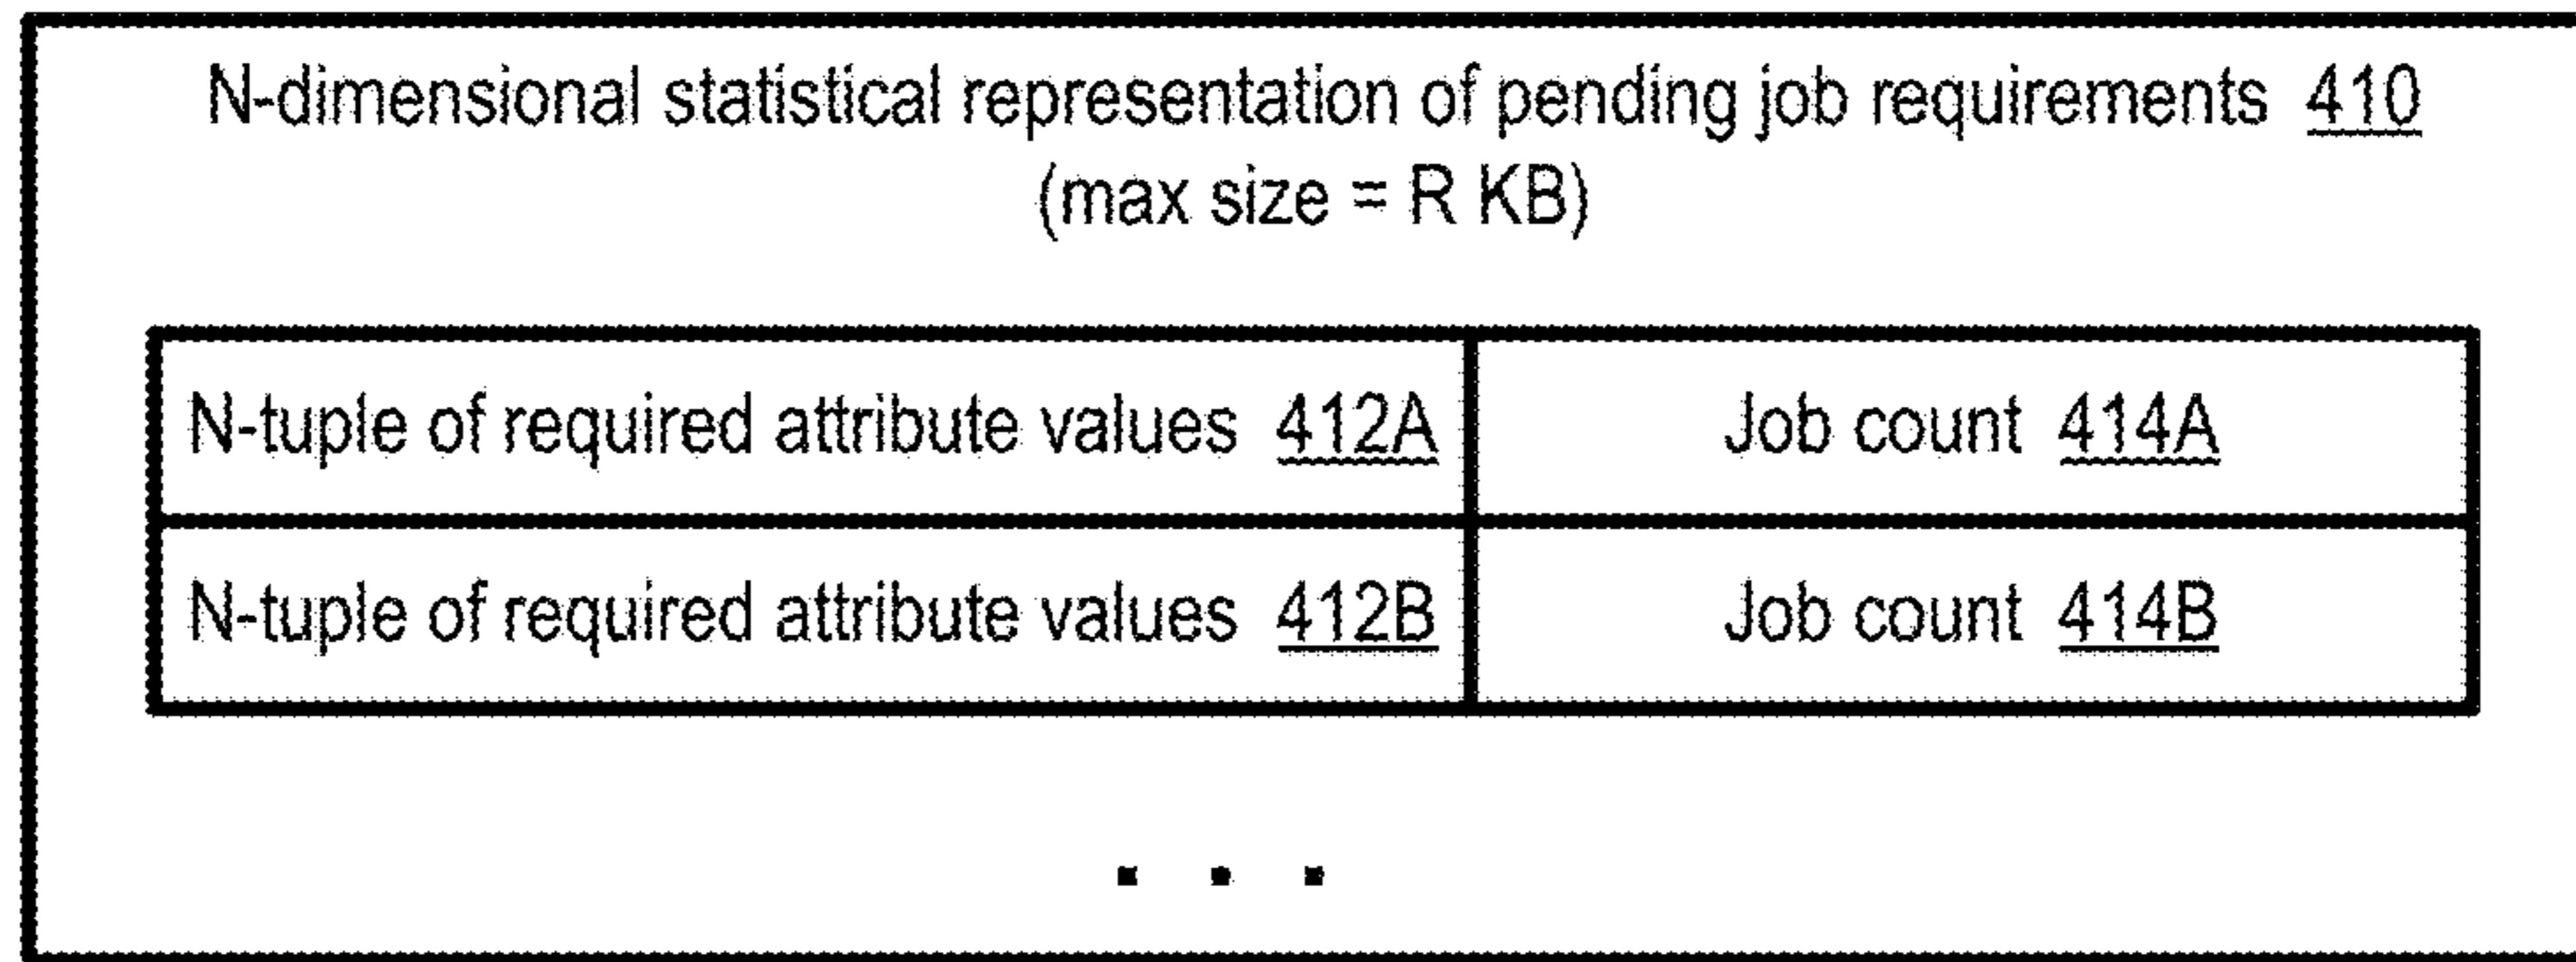 N-dimensional statistical representation of pending job requirements 410
(max size = R KB)
N-tuple of required attribute values 412A Job count 414A
N-tuple of required attribute values 412B Job count 414B
. . .